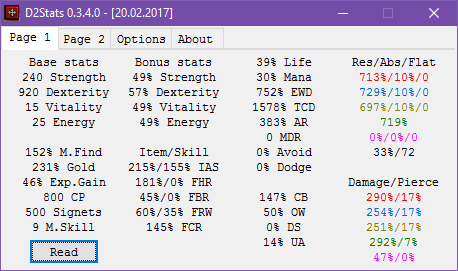 D2Stats 0.3.4.0 - [20.02.2017]
Page 1 Page 2 Options About
Base stats Bonus stats 39% Life Res/Abs/Flat
240 Strength 49% Strength 30% Mana 713%/10%/0
920 Dexterity 57% Dexterity 752% EWD 729%/10%/0
15 Vitality 49% Vitality 1578% TCD 697%/10%/0
25 Energy 49% Energy 383% AR 719%
0 MDR 0%/0%/0
152% M.Find Item/Skill 0% Avoid 33%/72
231% Gold 215%/155% IAS 0% Dodge
46% Exp.Gain 181%/0% FHR Damage/Pierce
800 CP 45%/0% FBR 147% CB 290%/17%
500 Signets 60%/35% FRW 50% OW 254%/17%
9 M.Skill 145% FCR 0% DS 251%/17%
14% UA 292%/7%
Read 47%/0%